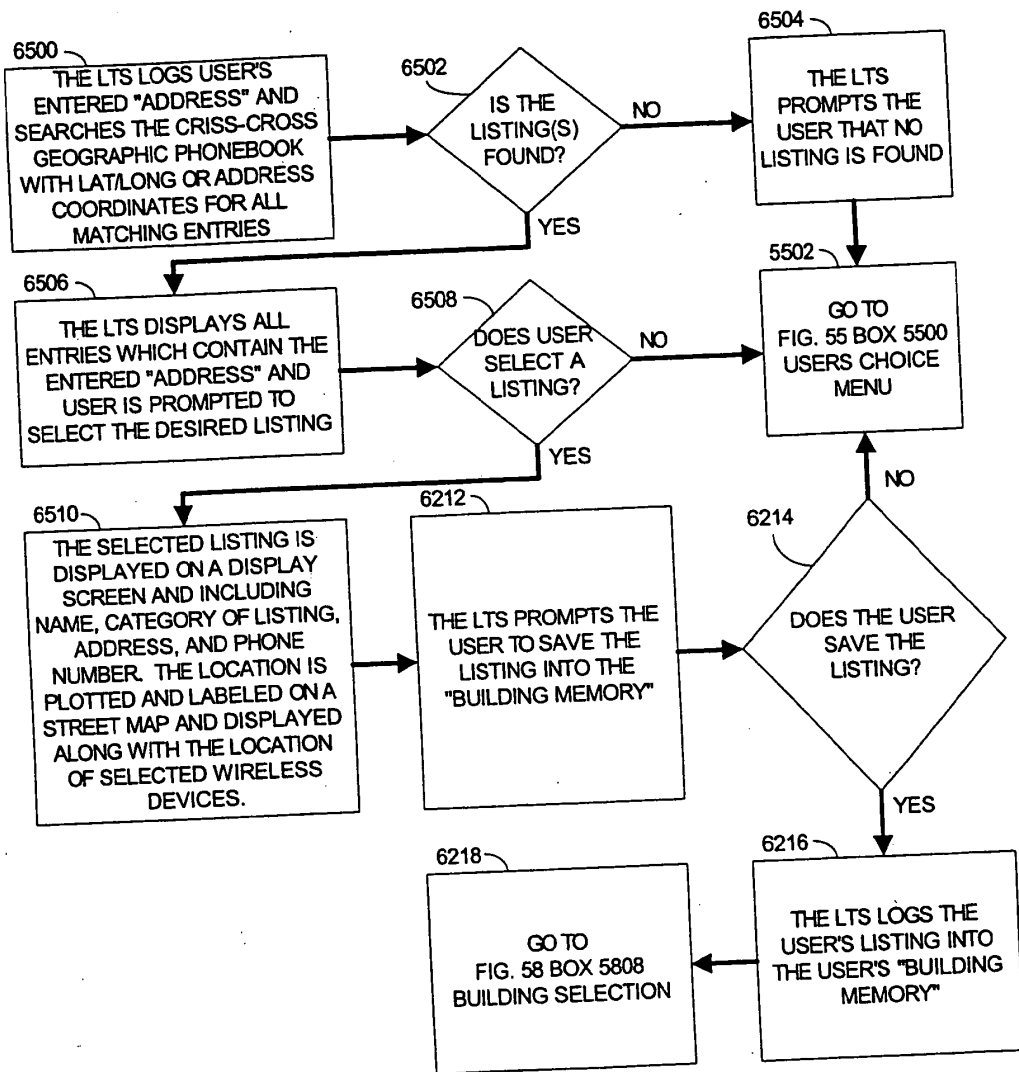 6500
THE LTS LOGS USER'S
ENTERED "ADDRESS" AND
SEARCHES THE CRISS-CROSS
GEOGRAPHIC PHONEBOOK
WITH LAT/LONG OR ADDRESS
COORDINATES FOR ALL
MATCHING ENTRIES
6502
IS THE
LISTING(S)
FOUND?
NO
YES
6504
THE LTS
PROMPTS THE
USER THAT NO
LISTING IS FOUND
6506
THE LTS DISPLAYS ALL
ENTRIES WHICH CONTAIN THE
ENTERED "ADDRESS" AND
USER IS PROMPTED TO
SELECT THE DESIRED LISTING
6508
DOES USER
SELECT A
LISTING?
NO
YES
5502
GO TO
FIG. 55 BOX 5500
USERS CHOICE
MENU
6510
THE SELECTED LISTING IS
DISPLAYED ON A DISPLAY
SCREEN AND INCLUDING
NAME, CATEGORY OF LISTING,
ADDRESS, AND PHONE
NUMBER. THE LOCATION IS
PLOTTED AND LABELED ON A
STREET MAP AND DISPLAYED
ALONG WITH THE LOCATION
OF SELECTED WIRELESS
DEVICES.
6212
THE LTS PROMPTS THE
USER TO SAVE THE
LISTING INTO THE
"BUILDING MEMORY"
6214
DOES THE USER
SAVE THE
LISTING?
NO
YES
6216
THE LTS LOGS THE
USER'S LISTING INTO
THE USER'S "BUILDING
MEMORY"
6218
GO TO
FIG. 58 BOX 5808
BUILDING SELECTION